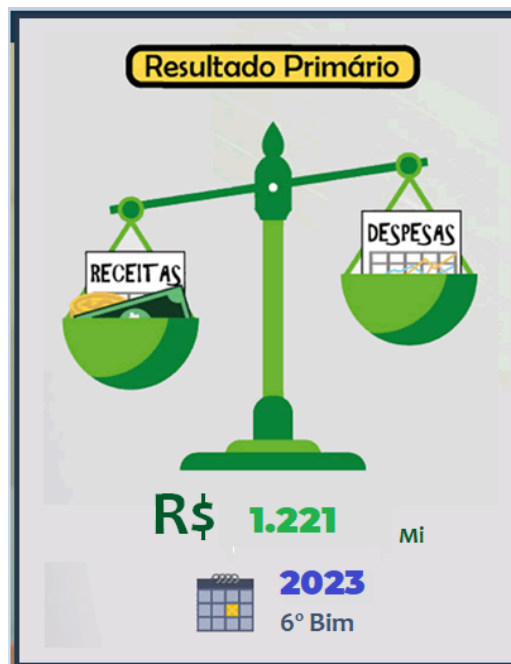 Resultado Primário
RECEITAS
DESPESAS
R$ 1.221 Mi
2023
6º Bim